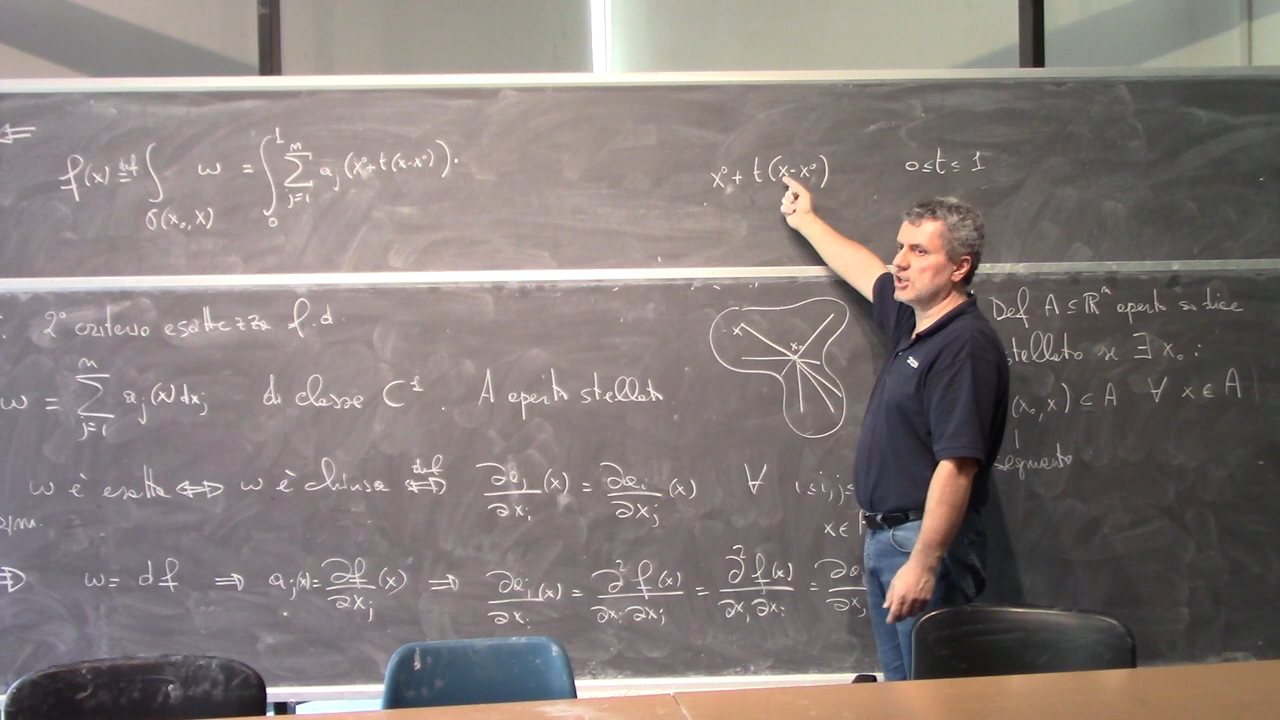 ⇐
f(x) def= ∫_{σ(x₀, x)} ω = ∫₀¹ Σ_{j=1}^{n} a_j (x⁰+t(x-x⁰)).
x⁰ + t(x-x⁰)    0≤t≤1
2° criterio esattezza f.d
ω = Σ_{j=1}^{n} a_j(x) dx_j   di classe C¹.   A aperto stellato
ω è esatta ⇔ ω è chiusa def⇔ ∂a_j/∂x_i (x) = ∂a_i/∂x_j (x)   ∀   1≤i,j≤
x∈
⇒   ω = df ⇒ a_j(x) = ∂f/∂x_j (x) ⇒ ∂a_j/∂x_i (x) = ∂²f(x)/∂x_i∂x_j = ∂²f(x)/∂x_j∂x_i = ∂a/∂x_j
x
x₀
Def A ⊆ ℝⁿ aperto si dice
stellato se ∃ x₀ :
(x₀, x) ⊆ A   ∀ x ∈ A
segmento